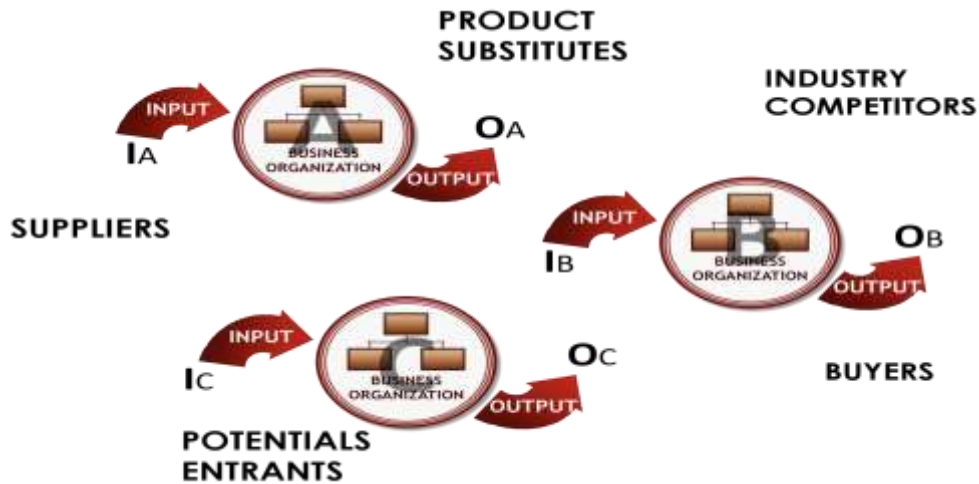 PRODUCT
SUBSTITUTES
INDUSTRY
COMPETITORS
INPUT
IA
A
BUSINESS
ORGANIZATION
OA
OUTPUT
SUPPLIERS
INPUT
IB
B
BUSINESS
ORGANIZATION
OB
OUTPUT
INPUT
IC
C
BUSINESS
ORGANIZATION
OC
OUTPUT
BUYERS
POTENTIALS
ENTRANTS